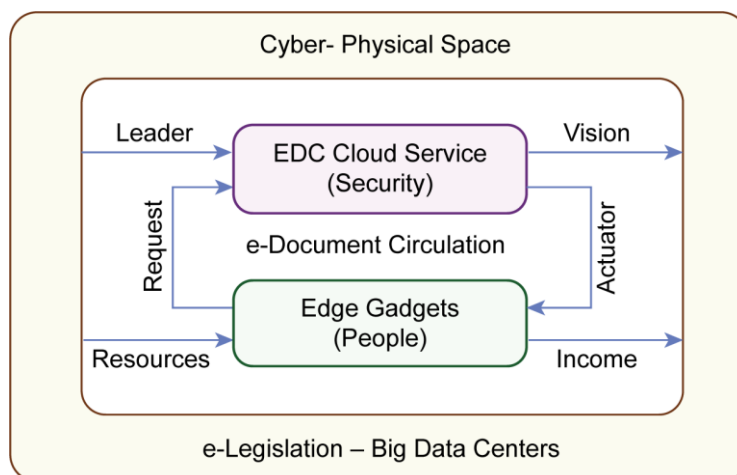 Cyber- Physical Space
Leader
EDC Cloud Service
(Security)
Vision
Request
e-Document Circulation
Actuator
Edge Gadgets
(People)
Resources
Income
e-Legislation – Big Data Centers